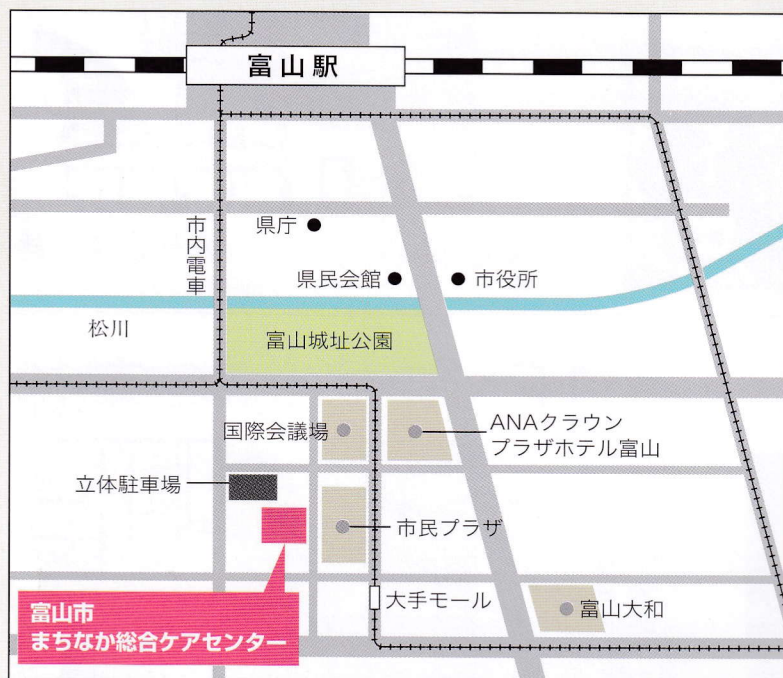 富山駅
市内電車
県庁
県民会館
市役所
松川
富山城址公園
国際会議場
ANAクラウン
プラザホテル富山
立体駐車場
市民プラザ
大手モール
富山大和
富山市
まちなか総合ケアセンター